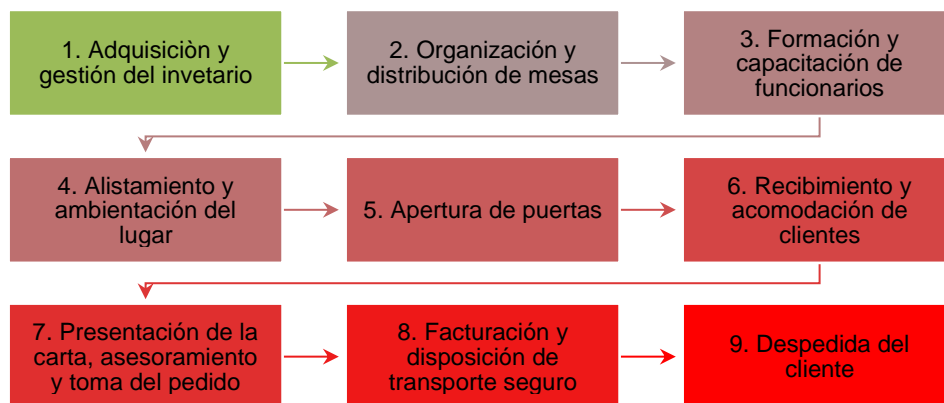 1. Adquisiciòn y
gestión del invetario
2. Organización y
distribución de mesas
3. Formación y
capacitación de
funcionarios
4. Alistamiento y
ambientación del
lugar
5. Apertura de puertas
6. Recibimiento y
acomodación de
clientes
7. Presentación de la
carta, asesoramiento
y toma del pedido
8. Facturación y
disposición de
transporte seguro
9. Despedida del
cliente